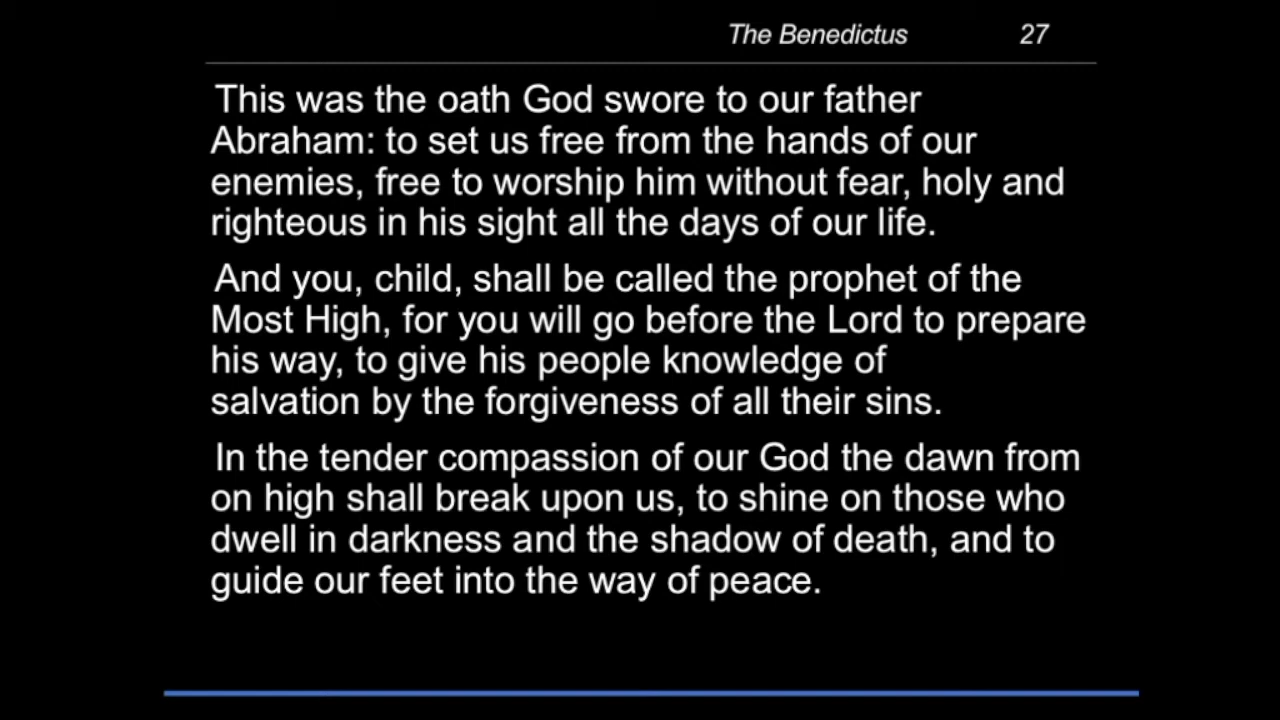 The Benedictus 27
This was the oath God swore to our father
Abraham: to set us free from the hands of our
enemies, free to worship him without fear, holy and
righteous in his sight all the days of our life.
And you, child, shall be called the prophet of the
Most High, for you will go before the Lord to prepare
his way, to give his people knowledge of
salvation by the forgiveness of all their sins.
In the tender compassion of our God the dawn from
on high shall break upon us, to shine on those who
dwell in darkness and the shadow of death, and to
guide our feet into the way of peace.